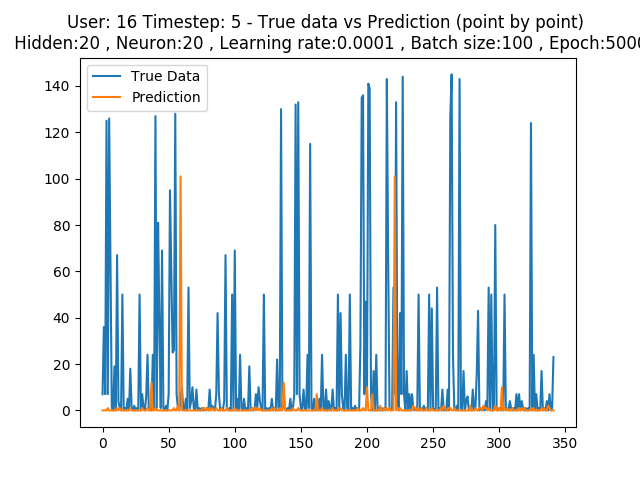 User: 16 Timestep: 5 - True data vs Prediction (point by point)
Hidden:20 , Neuron:20 , Learning rate:0.0001 , Batch size:100 , Epoch:5000
True Data
Prediction
140
120
100
80
60
40
20
0
0 50 100 150 200 250 300 350